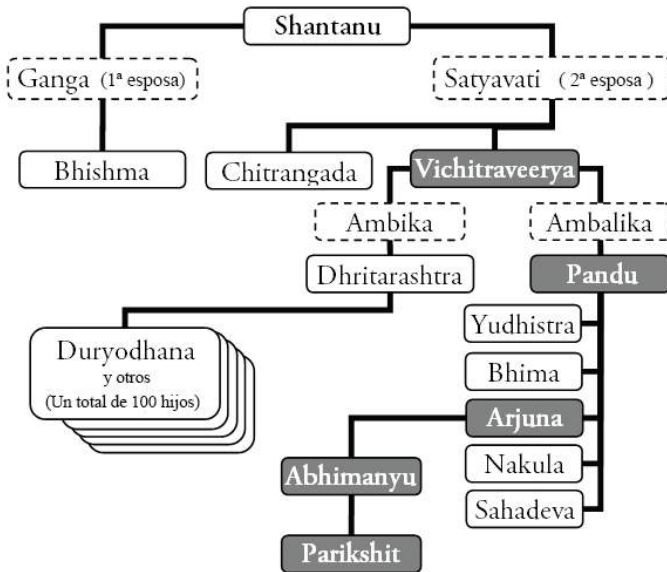 Shantanu
Ganga (1ª esposa)
Satyavati ( 2ª esposa )
Bhishma
Chitrangada
Vichitraveerya
Ambika
Ambalika
Dhritarashtra
Pandu
Duryodhana
y otros
(Un total de 100 hijos)
Yudhistra
Bhima
Arjuna
Nakula
Sahadeva
Abhimanyu
Parikshit